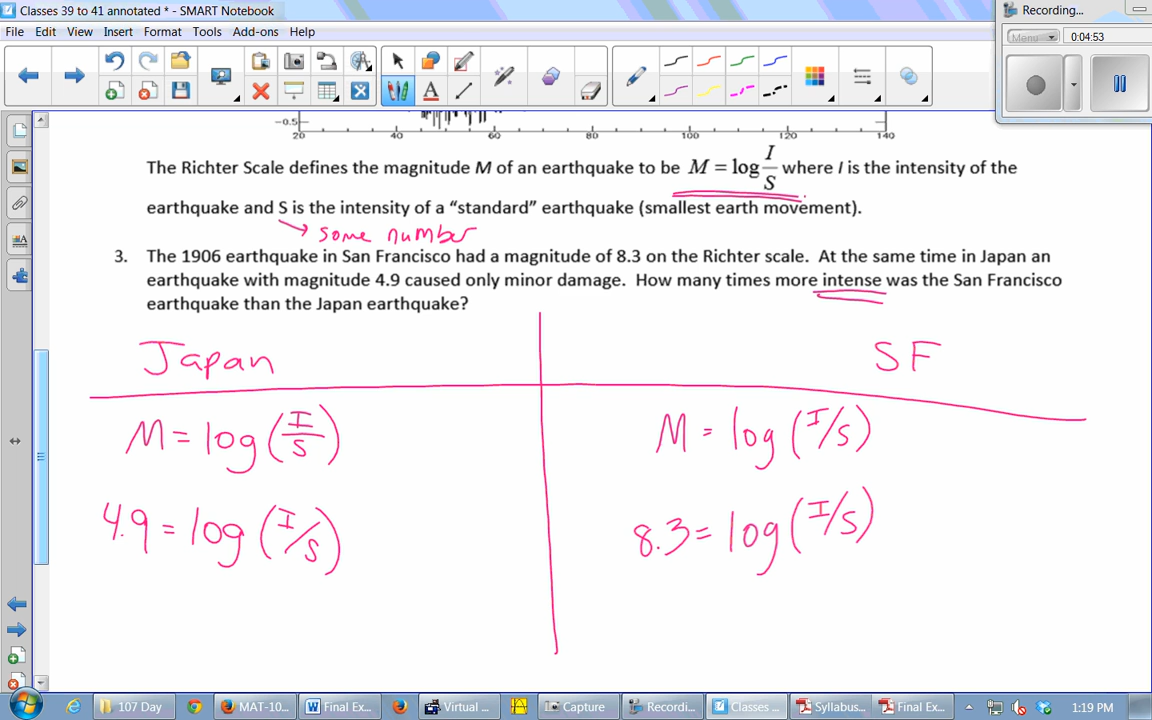 Classes 39 to 41 annotated * - SMART Notebook
Recording...
File Edit View Insert Format Tools Add-ons Help
Menu
0:04:53
-0.5
20 40 60 80 100 120 140
The Richter Scale defines the magnitude M of an earthquake to be M = log I/S where I is the intensity of the
earthquake and S is the intensity of a “standard” earthquake (smallest earth movement).
some number
3. The 1906 earthquake in San Francisco had a magnitude of 8.3 on the Richter scale. At the same time in Japan an
earthquake with magnitude 4.9 caused only minor damage. How many times more intense was the San Francisco
earthquake than the Japan earthquake?
Japan SF
M = log (I/S) M = log (I/S)
4.9 = log (I/S) 8.3 = log (I/S)
107 Day MAT-10... Final Ex... Virtual ... Capture Recordi... Classes ... Syllabus... Final Exa... 1:19 PM